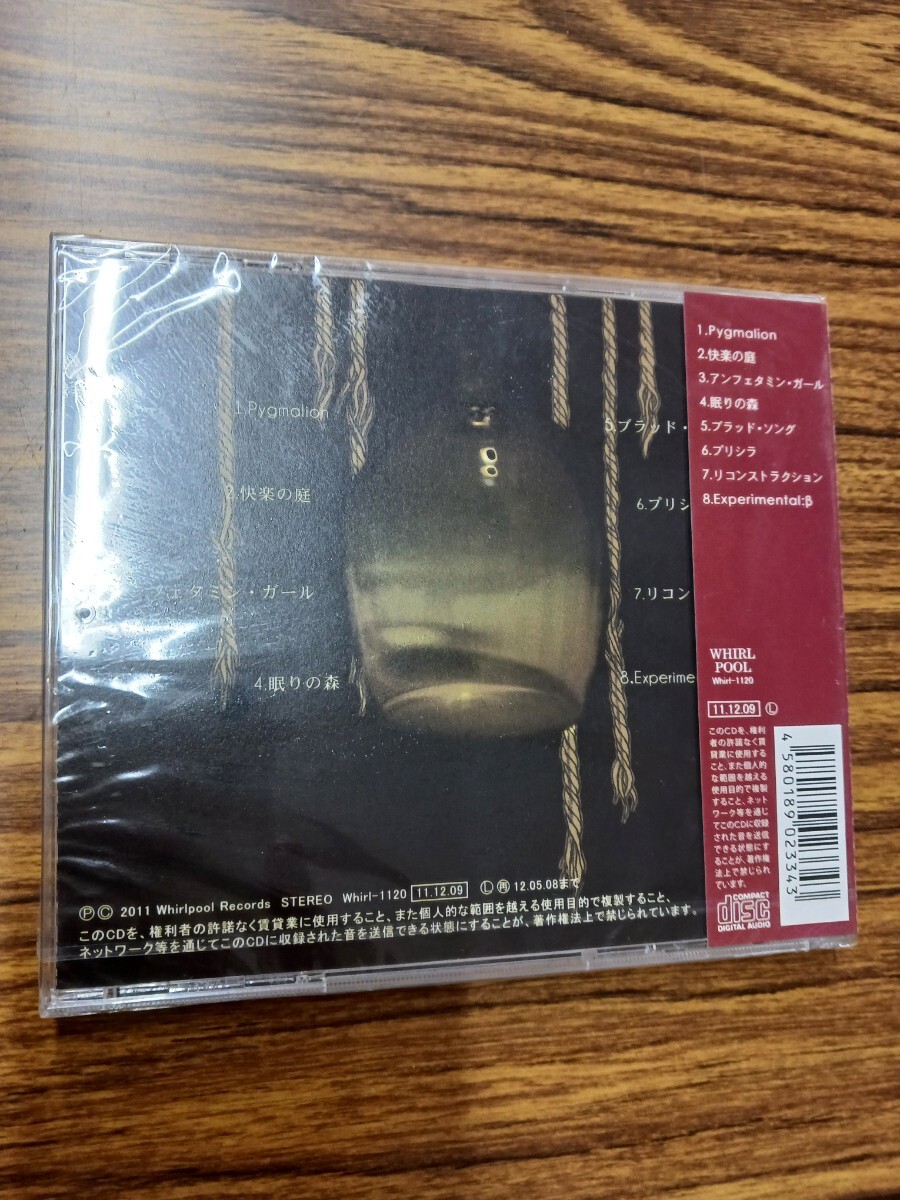 1.Pygmalion
2.快楽の庭
ェタミン・ガール
4.眠りの森
5.ブラッド・
6.プリシ
7.リコン
8.Experime
ⓅⒸ 2011 Whirlpool Records STEREO Whirl-1120 11.12.09 Ⓛ㊢12.05.08まで
このCDを、権利者の許諾なく賃貸業に使用すること、また個人的な範囲を越える使用目的で複製すること、
ネットワーク等を通じてこのCDに収録された音を送信できる状態にすることが、著作権法上で禁じられています。
1.Pygmalion
2.快楽の庭
3.アンフェタミン・ガール
4.眠りの森
5.ブラッド・ソング
6.プリシラ
7.リコンストラクション
8.Experimental:β
WHIRL
POOL
Whirl-1120
11.12.09 Ⓛ
このCDを、権利
者の許諾なく賃
貸業に使用する
こと、また個人的
な範囲を越える
使用目的で複製
すること、ネット
ワーク等を通じ
てこのCDに収録
された音を送信
できる状態にす
ることが、著作権
法上で禁じられ
ています。
4580189023343
COMPACT
disc
DIGITAL AUDIO